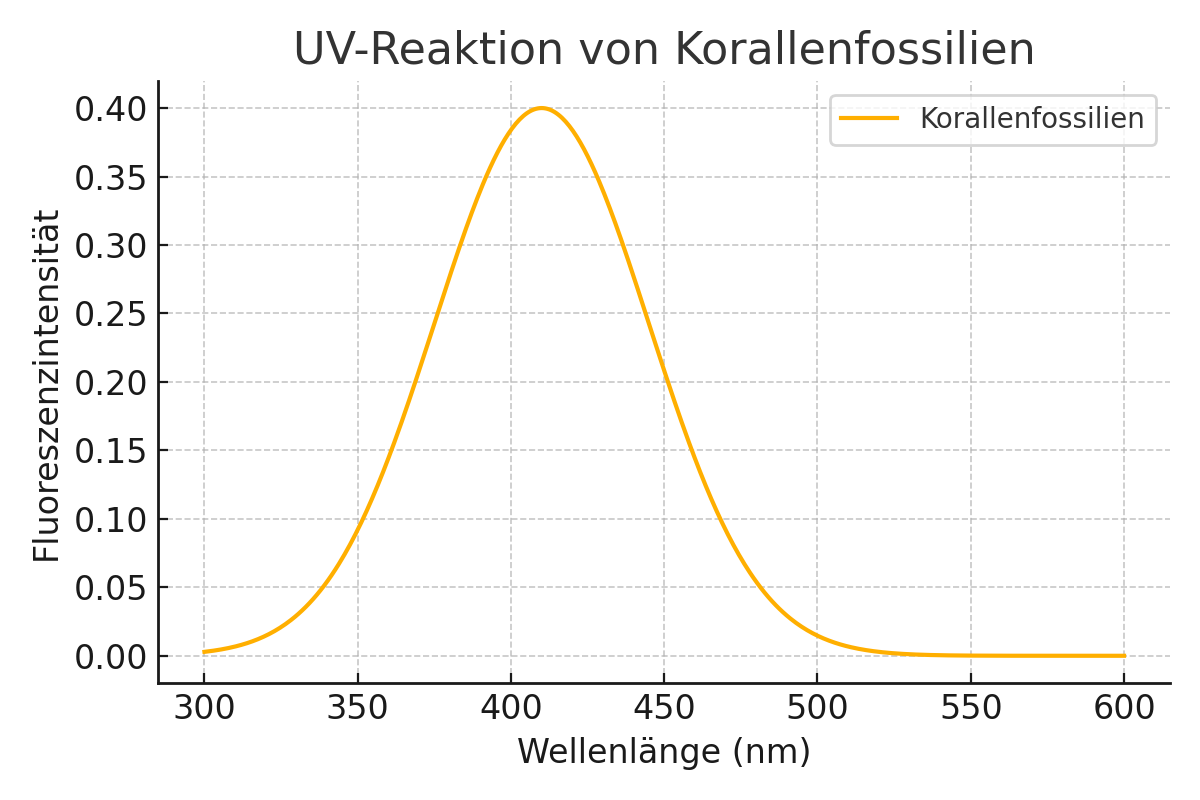 UV-Reaktion von Korallenfossilien
Korallenfossilien
Fluoreszenzintensität
0.40
0.35
0.30
0.25
0.20
0.15
0.10
0.05
0.00
300 350 400 450 500 550 600
Wellenlänge (nm)